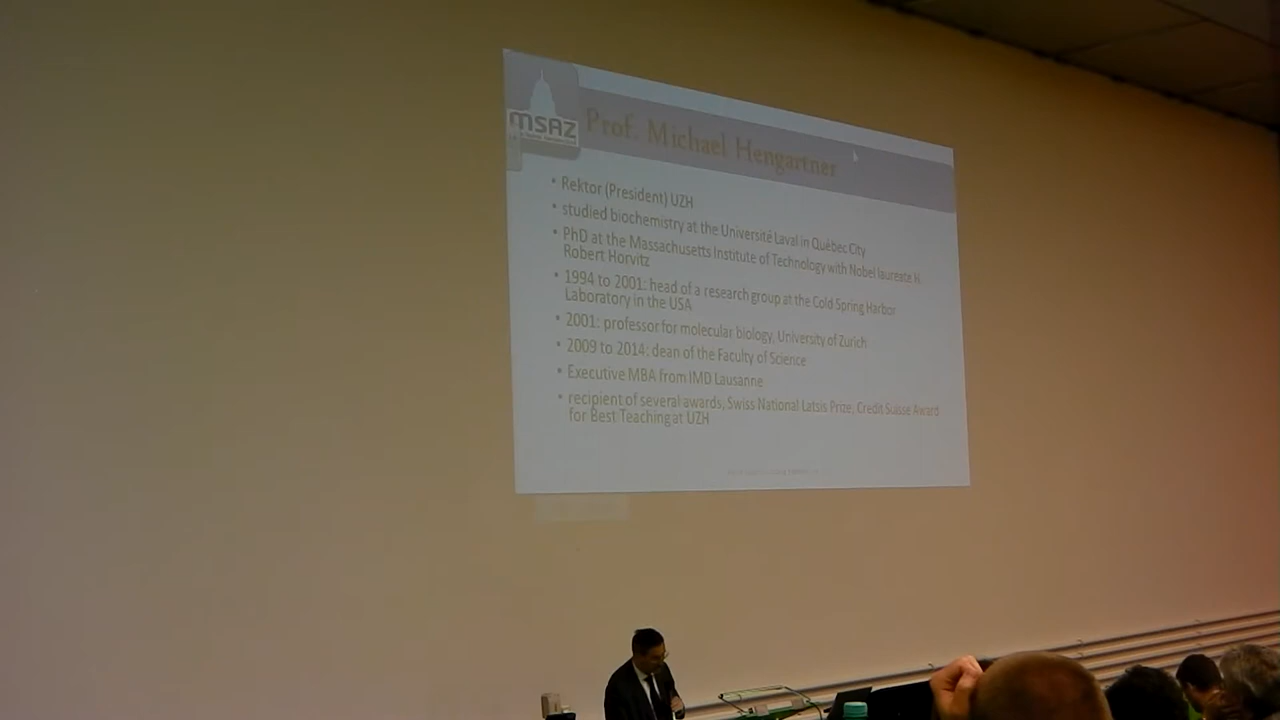 MSAZ
Prof. Michael Hengartner
• Rektor (President) UZH
• studied biochemistry at the Université Laval in Québec City
• PhD at the Massachusetts Institute of Technology with Nobel laureate H.
Robert Horvitz
• 1994 to 2001: head of a research group at the Cold Spring Harbor
Laboratory in the USA
• 2001: professor for molecular biology, University of Zurich
• 2009 to 2014: dean of the Faculty of Science
• Executive MBA from IMD Lausanne
• recipient of several awards, Swiss National Latsis Prize, Credit Suisse Award
for Best Teaching at UZH